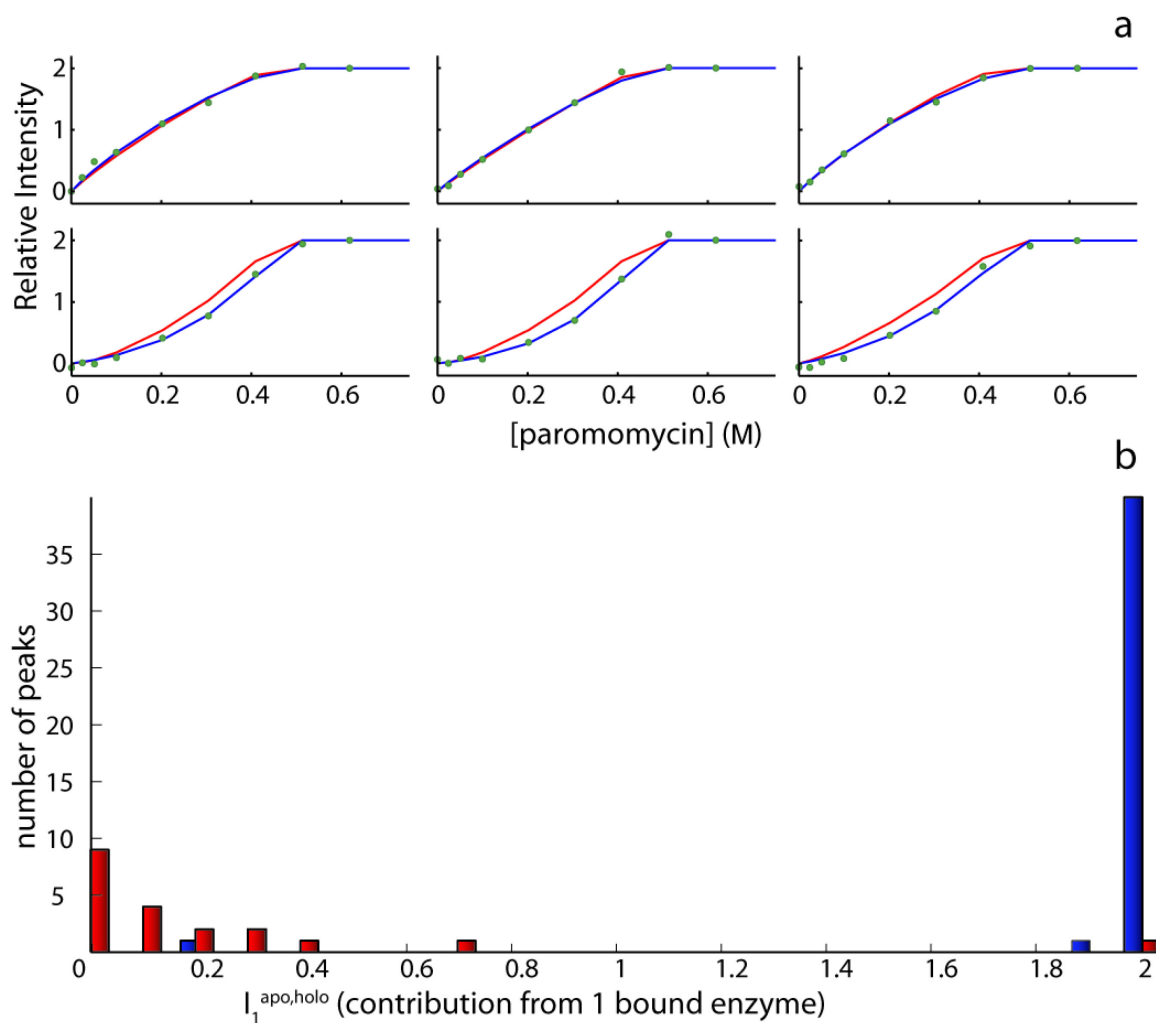 a
Relative Intensity
2
1
0
2
1
0
0 0.2 0.4 0.6 0 0.2 0.4 0.6 0 0.2 0.4 0.6
[paromomycin] (M)
b
number of peaks
35
30
25
20
15
10
5
0 0.2 0.4 0.6 0.8 1 1.2 1.4 1.6 1.8 2
I₁ᵃᵖᵒ,ʰᵒˡᵒ (contribution from 1 bound enzyme)